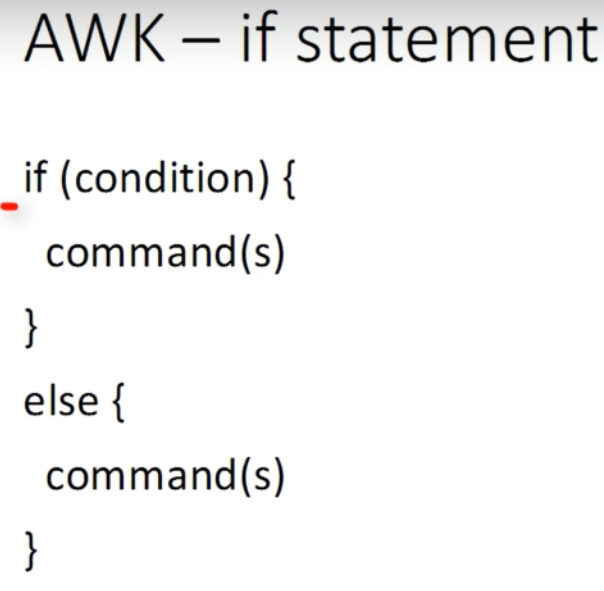 AWK – if statement
if (condition) {
command(s)
}
else {
command(s)
}